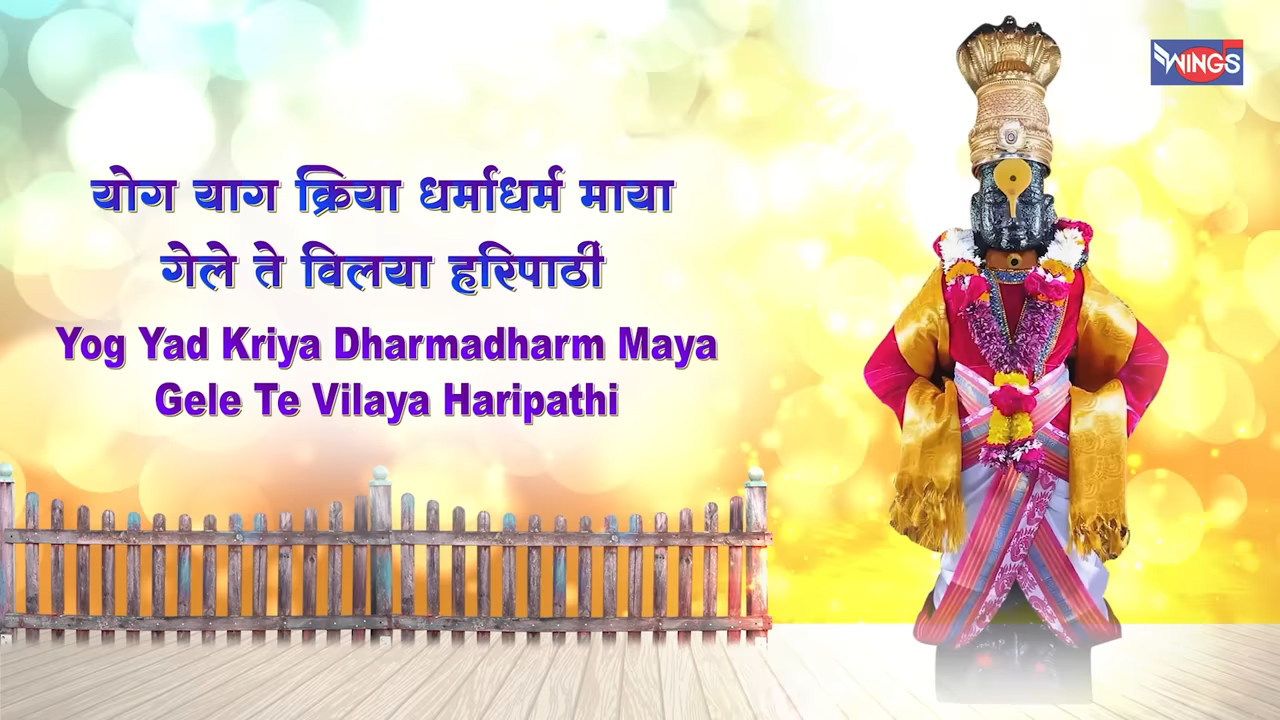 योग याग क्रिया धर्माधर्म माया
गेले ते विलया हरिपाठीं
Yog Yad Kriya Dharmadharm Maya
Gele Te Vilaya Haripathi
WINGS